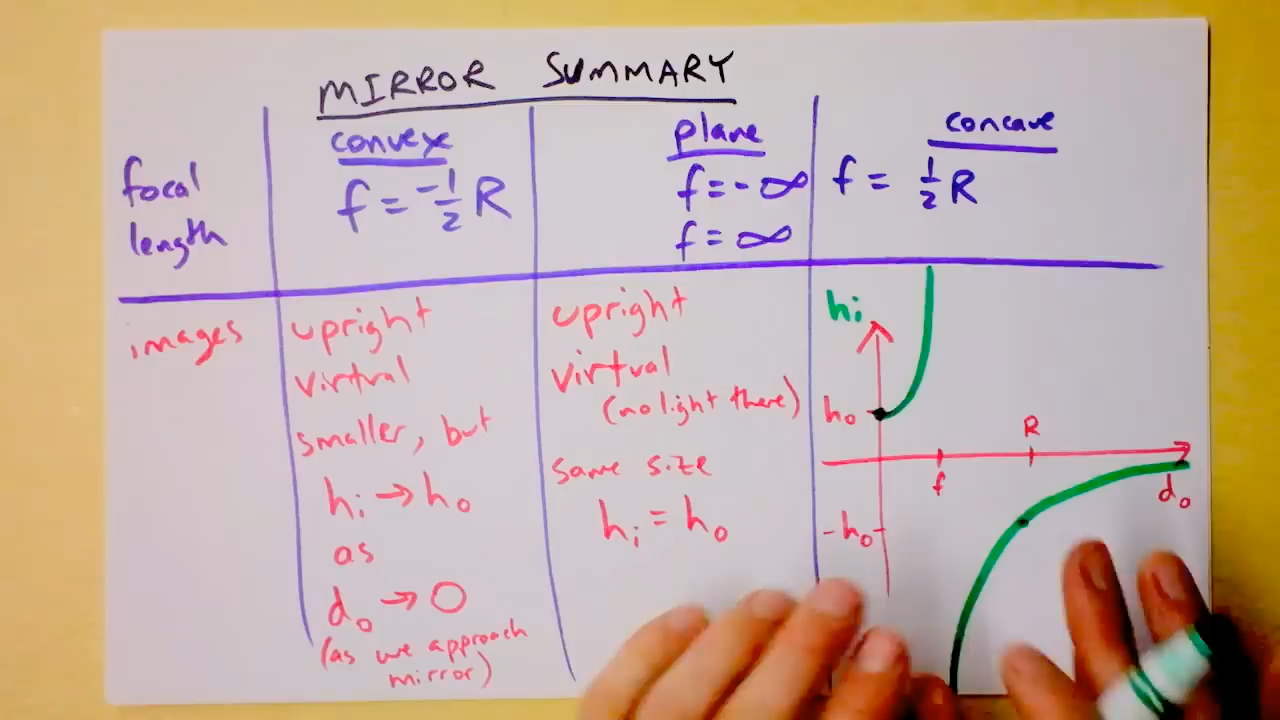 MIRROR SUMMARY
convex
plane
concave
focal
length
f = -1/2 R
f = - ∞
f = ∞
f = 1/2 R
images
upright
virtual
smaller, but
hi → ho
as
do → 0
(as we approach
mirror)
upright
virtual
(no light there)
same size
hi = ho
hi
ho
R
f
do
-ho